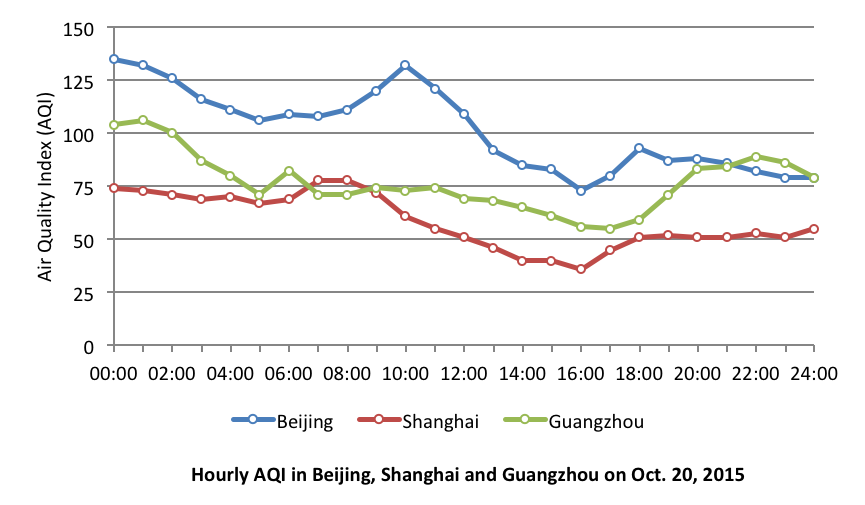 150
125
100
75
50
25
0
Air Quality Index (AQI)
00:00 02:00 04:00 06:00 08:00 10:00 12:00 14:00 16:00 18:00 20:00 22:00 24:00
Beijing Shanghai Guangzhou
Hourly AQI in Beijing, Shanghai and Guangzhou on Oct. 20, 2015